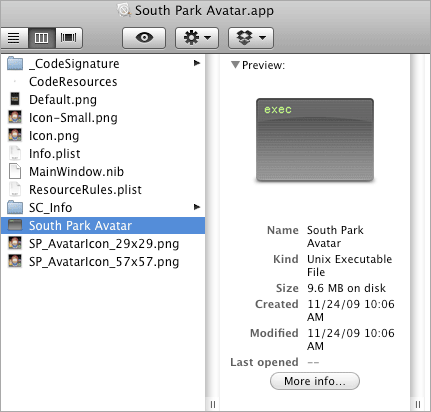 South Park Avatar.app
_CodeSignature
CodeResources
Default.png
Icon-Small.png
Icon.png
Info.plist
MainWindow.nib
ResourceRules.plist
SC_Info
South Park Avatar
SP_AvatarIcon_29x29.png
SP_AvatarIcon_57x57.png
Preview:
exec
Name South Park
Avatar
Kind Unix Executable
File
Size 9.6 MB on disk
Created 11/24/09 10:06
AM
Modified 11/24/09 10:06
AM
Last opened --
More info...